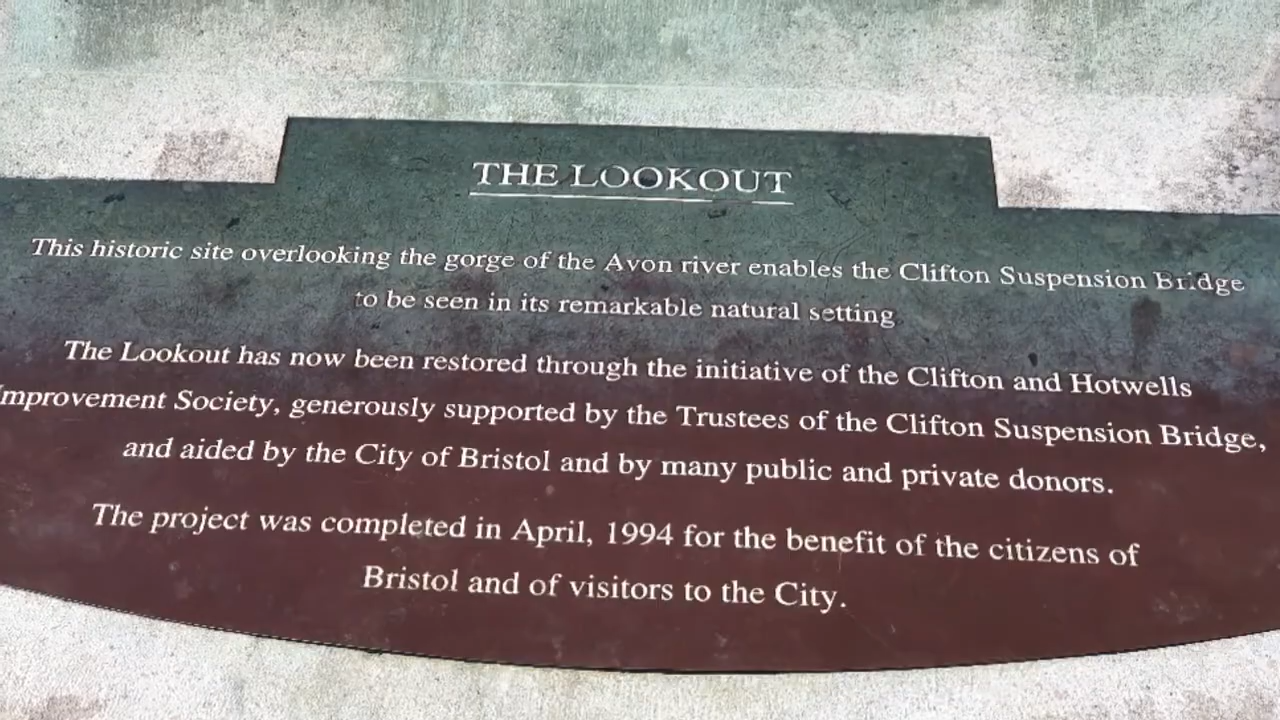 THE LOOKOUT
This historic site overlooking the gorge of the Avon river enables the Clifton Suspension Bridge
to be seen in its remarkable natural setting
The Lookout has now been restored through the initiative of the Clifton and Hotwells
Improvement Society, generously supported by the Trustees of the Clifton Suspension Bridge,
and aided by the City of Bristol and by many public and private donors.
The project was completed in April, 1994 for the benefit of the citizens of
Bristol and of visitors to the City.